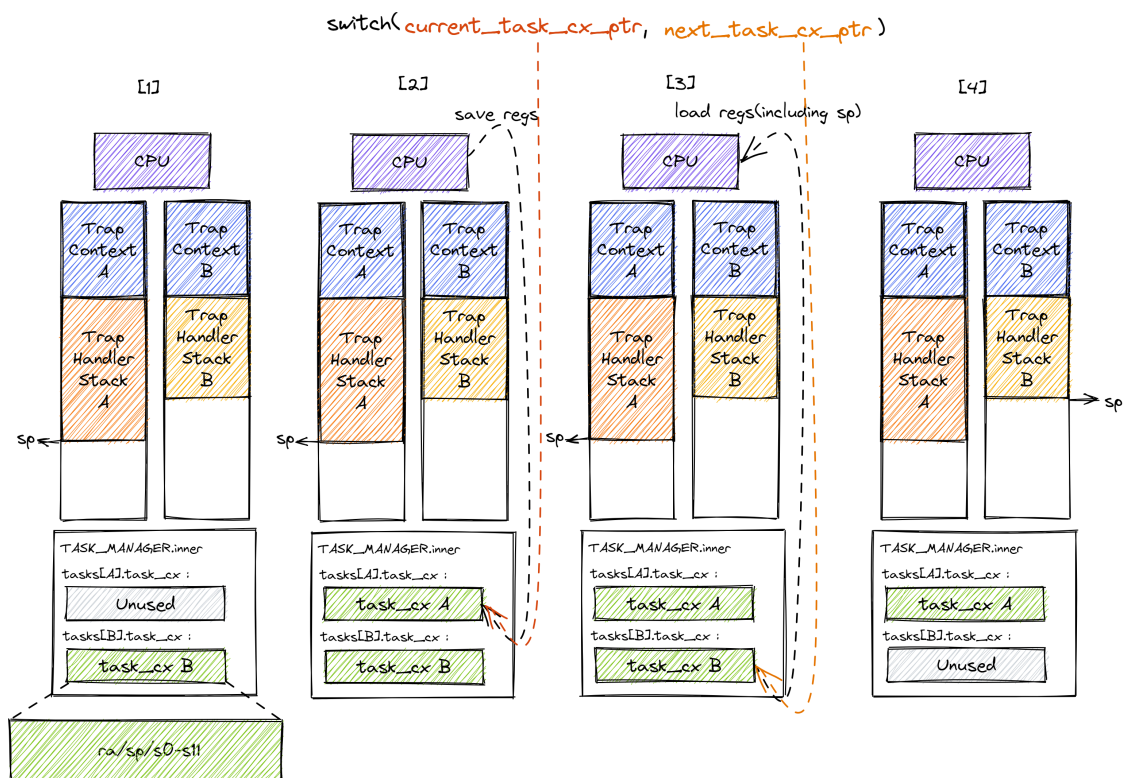 switch(current_task_cx_ptr, next_task_cx_ptr)
[1]
[2]
[3]
[4]
save regs
load regs(including sp)
CPU
CPU
CPU
CPU
Trap
Context
A
Trap
Context
B
Trap
Handler
Stack
A
Trap
Handler
Stack
B
sp
Trap
Context
A
Trap
Context
B
Trap
Handler
Stack
A
Trap
Handler
Stack
B
sp
Trap
Context
A
Trap
Context
B
Trap
Handler
Stack
A
Trap
Handler
Stack
B
sp
Trap
Context
A
Trap
Context
B
Trap
Handler
Stack
A
Trap
Handler
Stack
B
sp
TASK_MANAGER.inner
tasks[A].task_cx :
Unused
tasks[B].task_cx :
task_cx B
ra/sp/s0-s11
TASK_MANAGER.inner
tasks[A].task_cx :
task_cx A
tasks[B].task_cx :
task_cx B
TASK_MANAGER.inner
tasks[A].task_cx :
task_cx A
tasks[B].task_cx :
task_cx B
TASK_MANAGER.inner
tasks[A].task_cx :
task_cx A
tasks[B].task_cx :
Unused